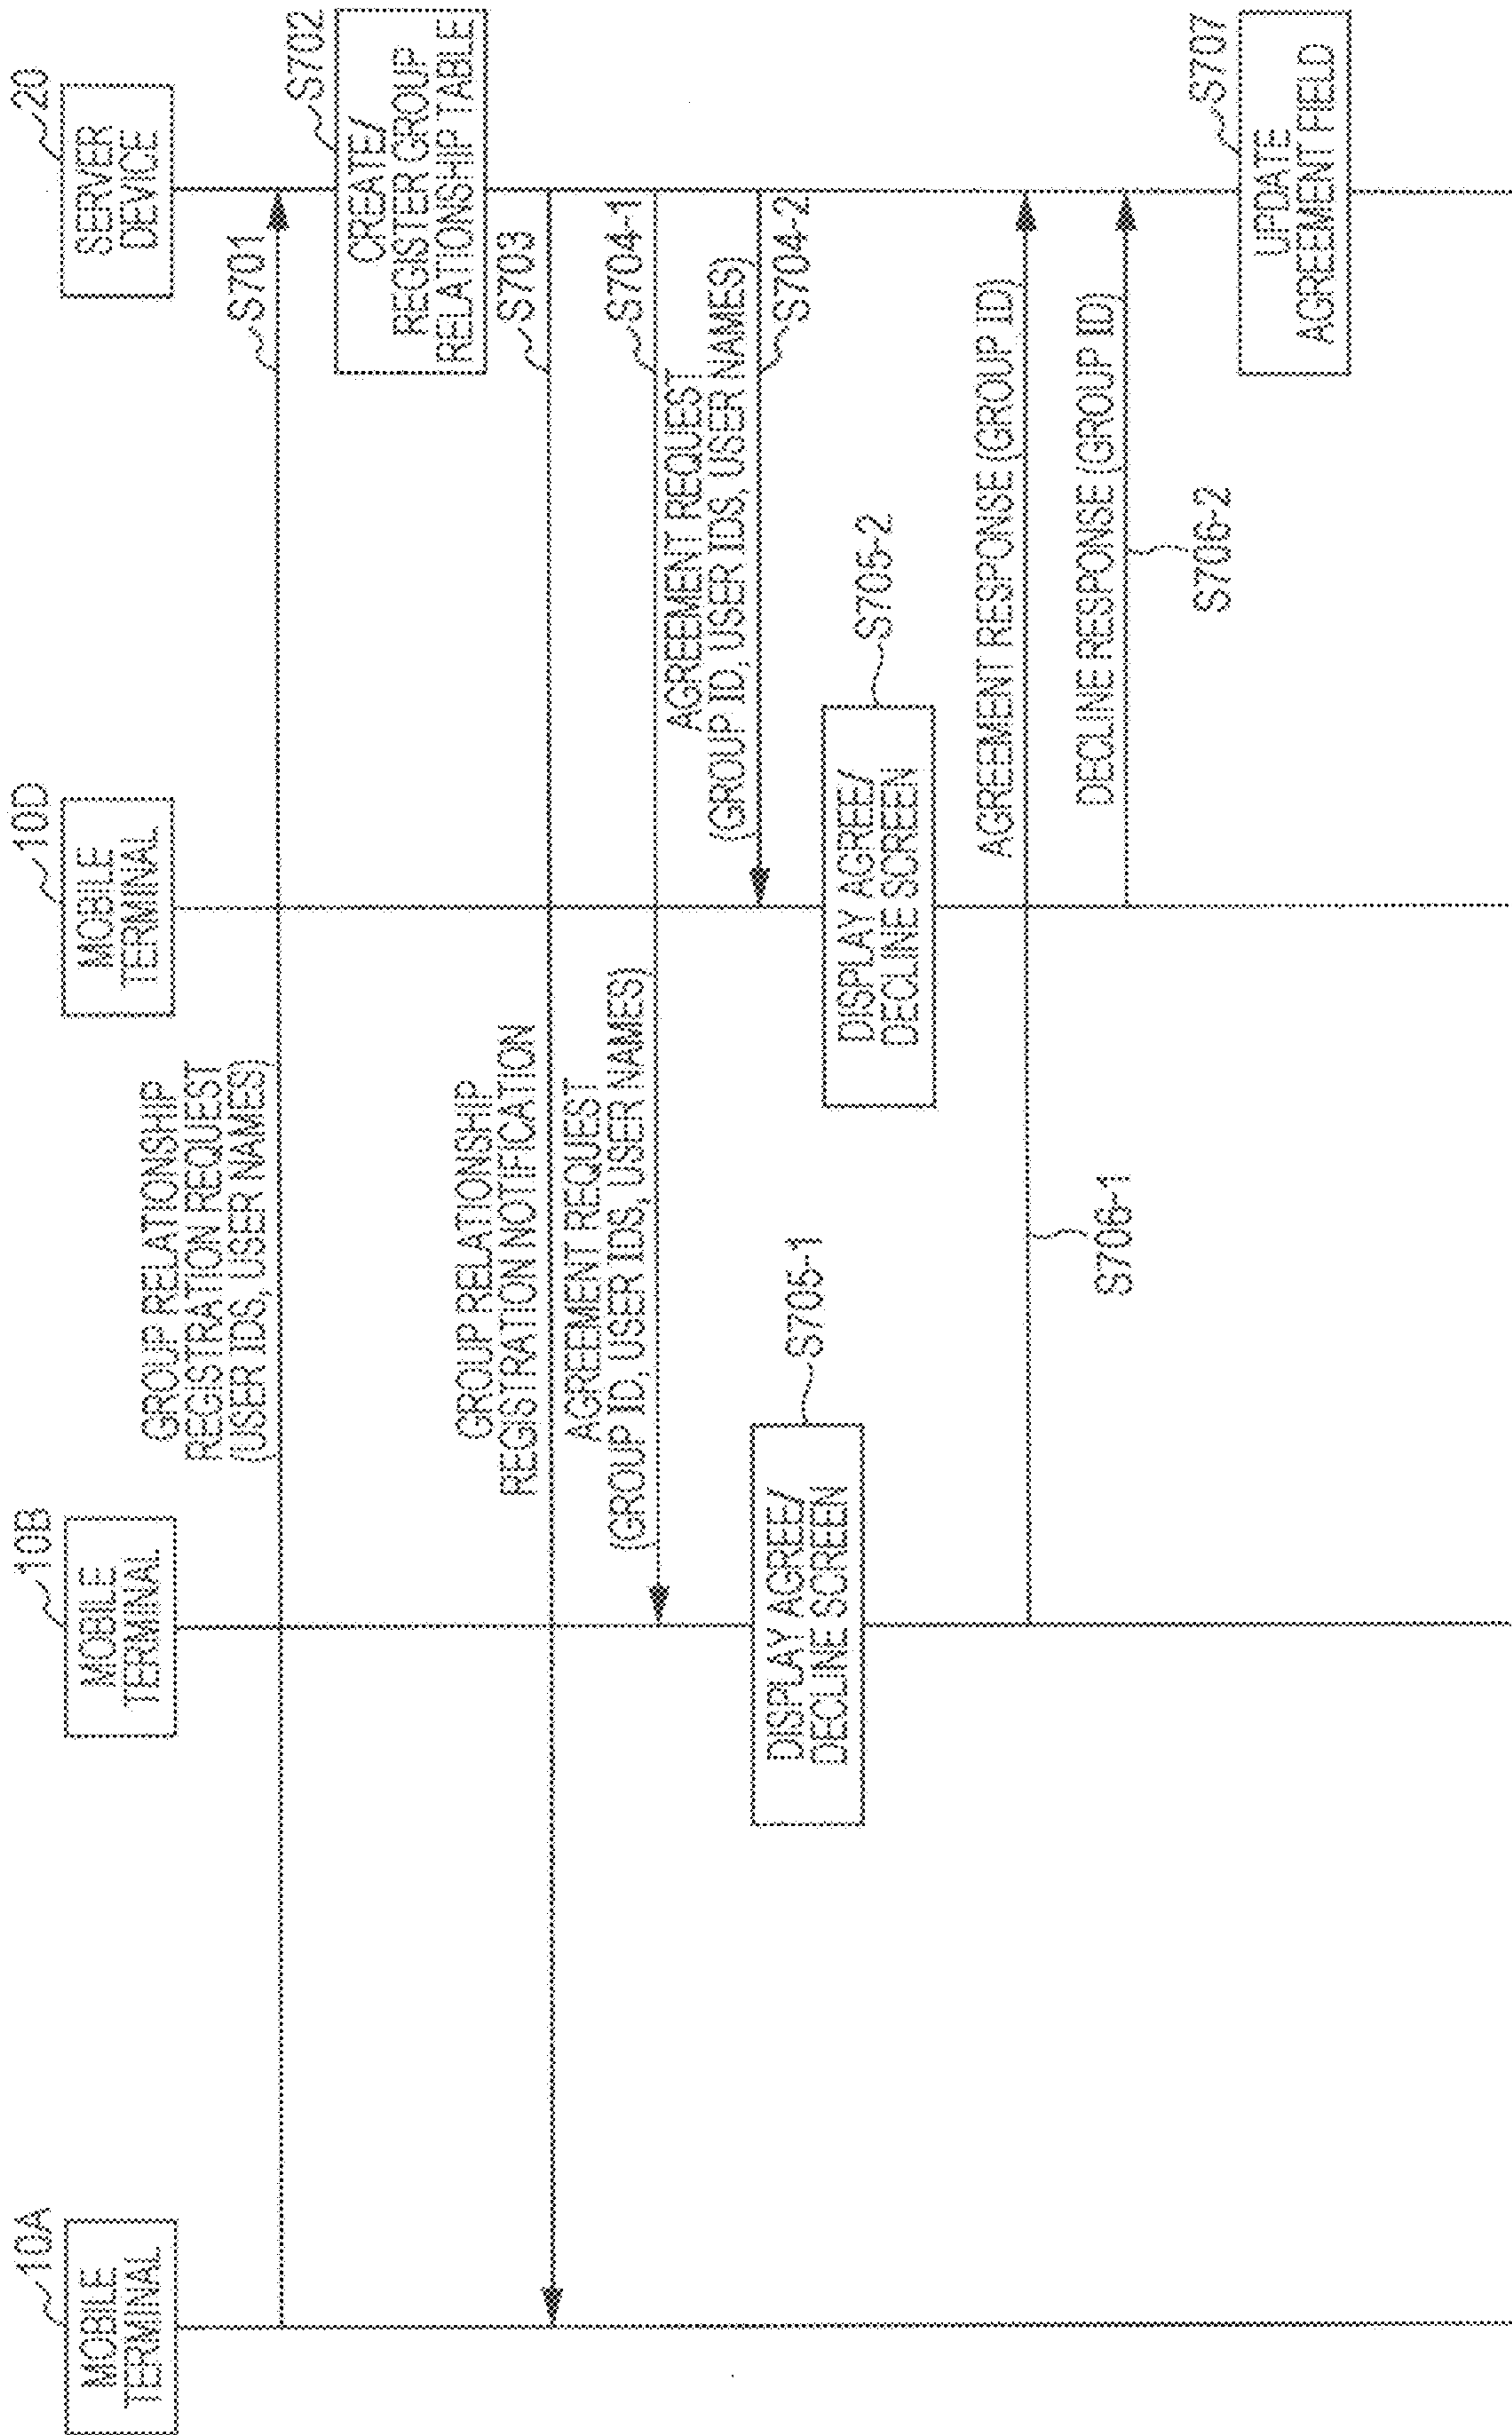 10A
MOBILE
TERMINAL
10B
MOBILE
TERMINAL
10D
MOBILE
TERMINAL
20
SERVER
DEVICE
GROUP RELATIONSHIP
REGISTRATION REQUEST
(USER IDS, USER NAMES)
S701
CREATE/
REGISTER GROUP
RELATIONSHIP TABLE
S702
GROUP RELATIONSHIP
REGISTRATION NOTIFICATION
S703
AGREEMENT REQUEST
(GROUP ID, USER IDS, USER NAMES)
S704-1
AGREEMENT REQUEST
(GROUP ID, USER IDS, USER NAMES)
S704-2
DISPLAY AGREE/
DECLINE SCREEN
S705-1
DISPLAY AGREE/
DECLINE SCREEN
S705-2
AGREEMENT RESPONSE (GROUP ID)
S706-1
DECLINE RESPONSE (GROUP ID)
S706-2
UPDATE
AGREEMENT FIELD
S707